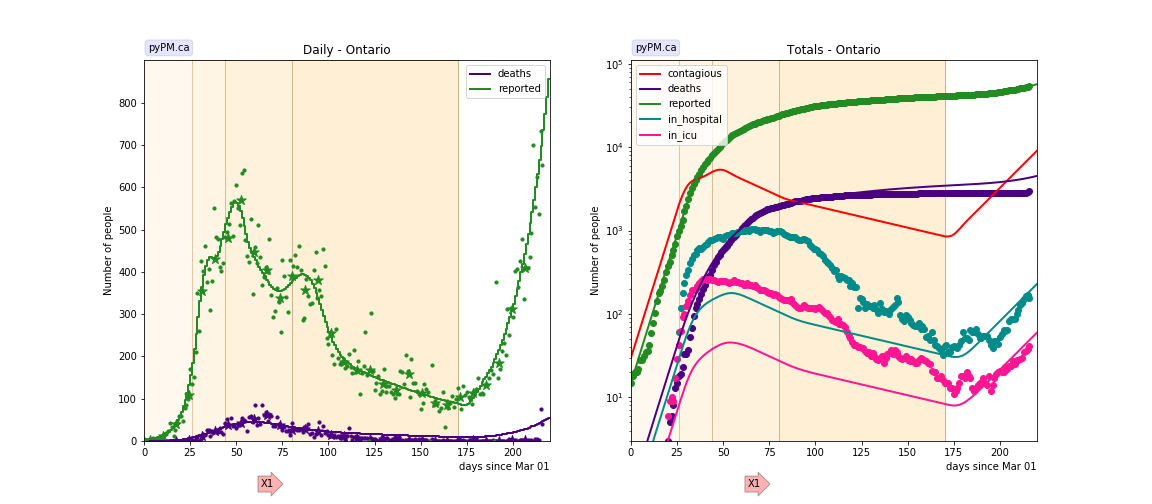 pyPM.ca
Daily - Ontario
deaths
reported
Number of people
800
700
600
500
400
300
200
100
0
0 25 50 75 100 125 150 175 200
days since Mar 01
X1
pyPM.ca
Totals - Ontario
contagious
deaths
reported
in_hospital
in_icu
Number of people
10⁵
10⁴
10³
10²
10¹
0 25 50 75 100 125 150 175 200
days since Mar 01
X1